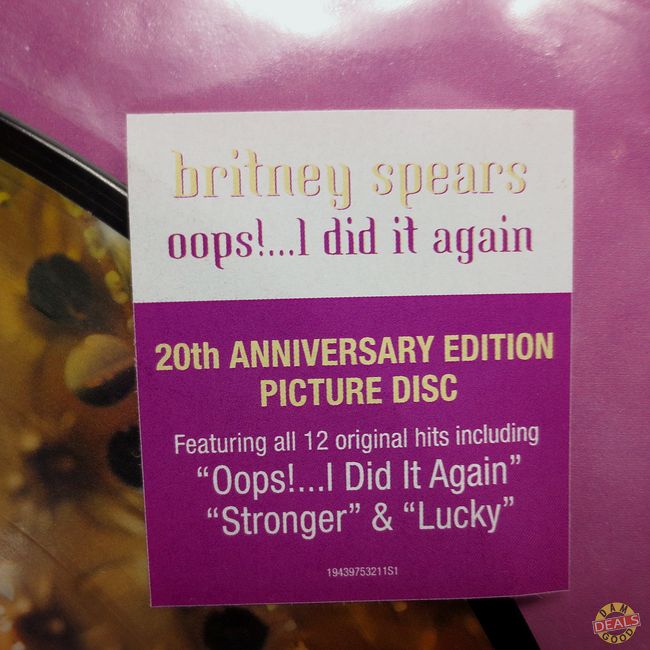 britney spears
oops!...I did it again
20th ANNIVERSARY EDITION
PICTURE DISC
Featuring all 12 original hits including
“Oops!...I Did It Again”
“Stronger” & “Lucky”
19439753211S1
DAMN
DEALS
GOOD